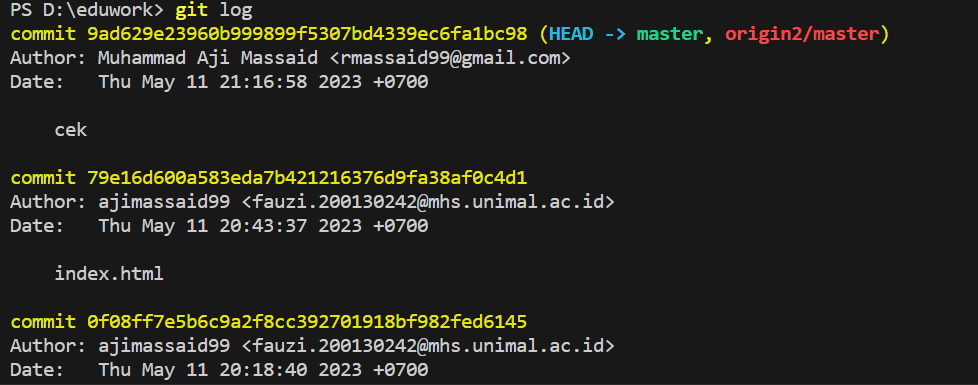 PS D:\eduwork> git log
commit 9ad629e23960b999899f5307bd4339ec6fa1bc98 (HEAD -> master, origin2/master)
Author: Muhammad Aji Massaid <rmassaid99@gmail.com>
Date:   Thu May 11 21:16:58 2023 +0700
    cek
commit 79e16d600a583eda7b421216376d9fa38af0c4d1
Author: ajimassaid99 <fauzi.200130242@mhs.unimal.ac.id>
Date:   Thu May 11 20:43:37 2023 +0700
    index.html
commit 0f08ff7e5b6c9a2f8cc392701918bf982fed6145
Author: ajimassaid99 <fauzi.200130242@mhs.unimal.ac.id>
Date:   Thu May 11 20:18:40 2023 +0700